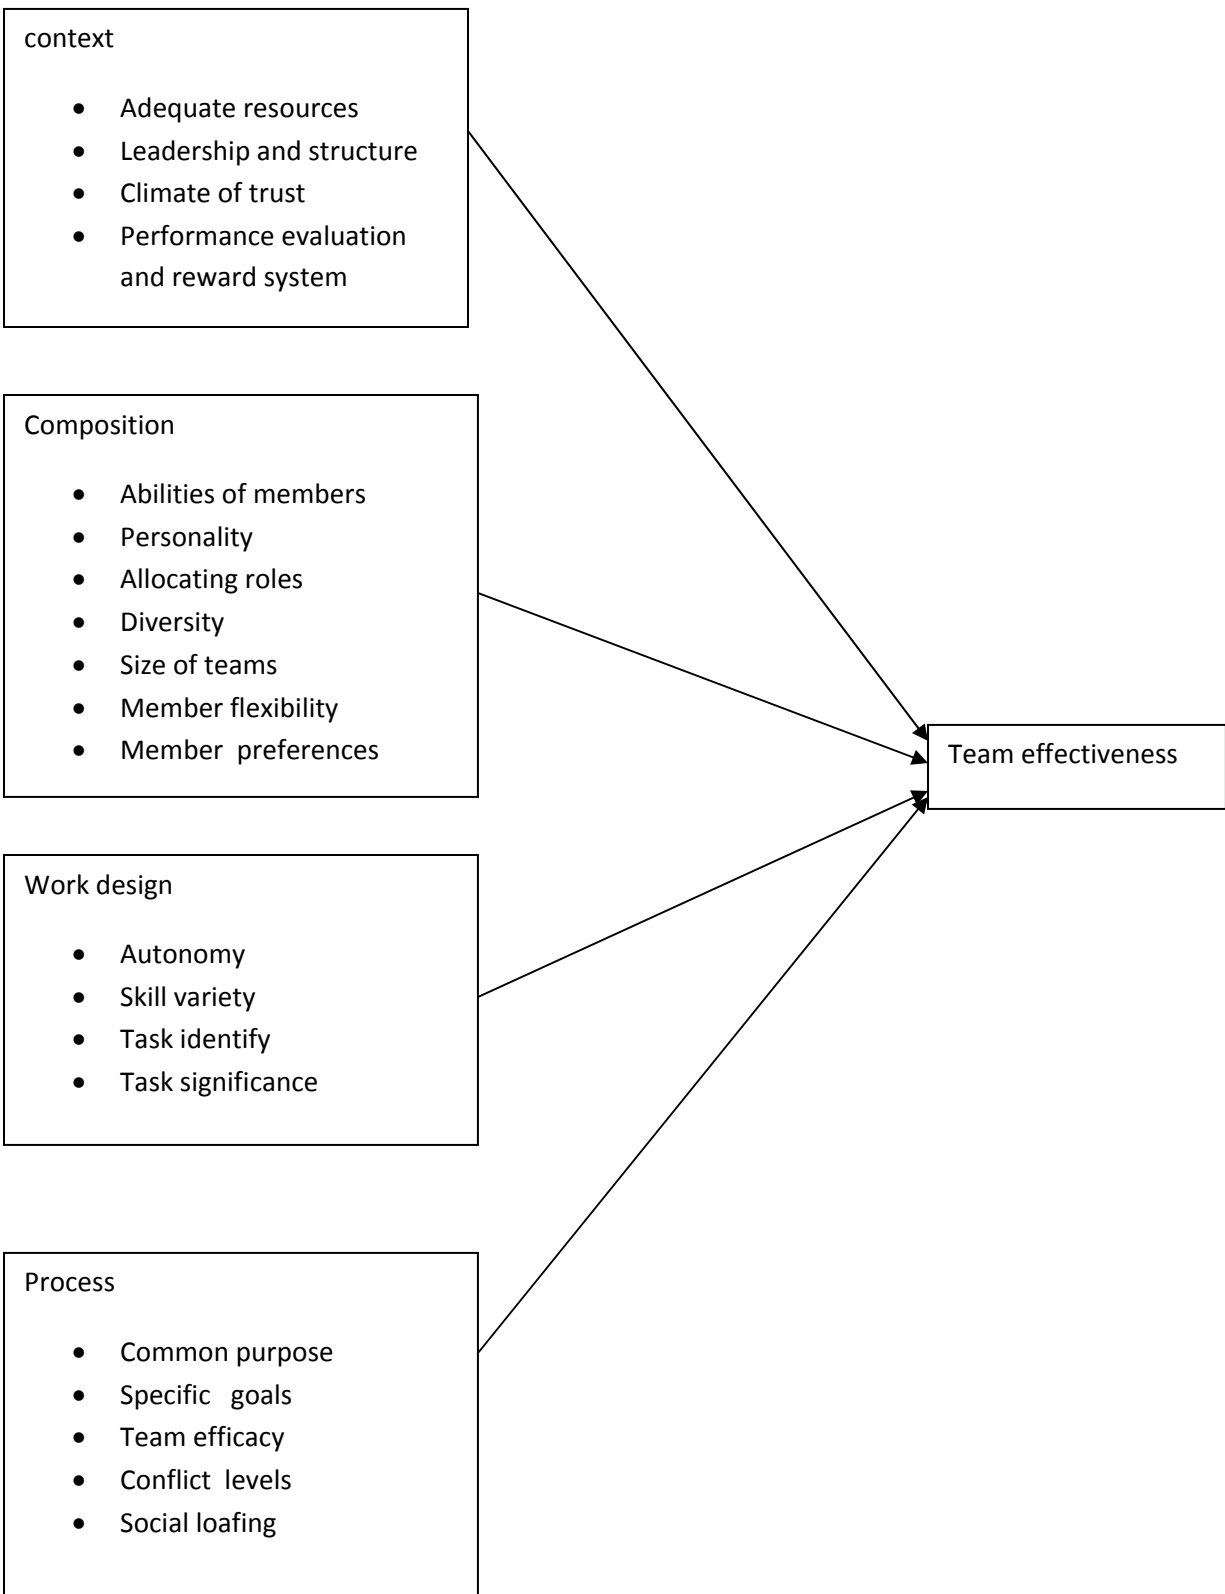 context
• Adequate resources
• Leadership and structure
• Climate of trust
• Performance evaluation
and reward system
Composition
• Abilities of members
• Personality
• Allocating roles
• Diversity
• Size of teams
• Member flexibility
• Member  preferences
Team effectiveness
Work design
• Autonomy
• Skill variety
• Task identify
• Task significance
Process
• Common purpose
• Specific   goals
• Team efficacy
• Conflict  levels
• Social loafing